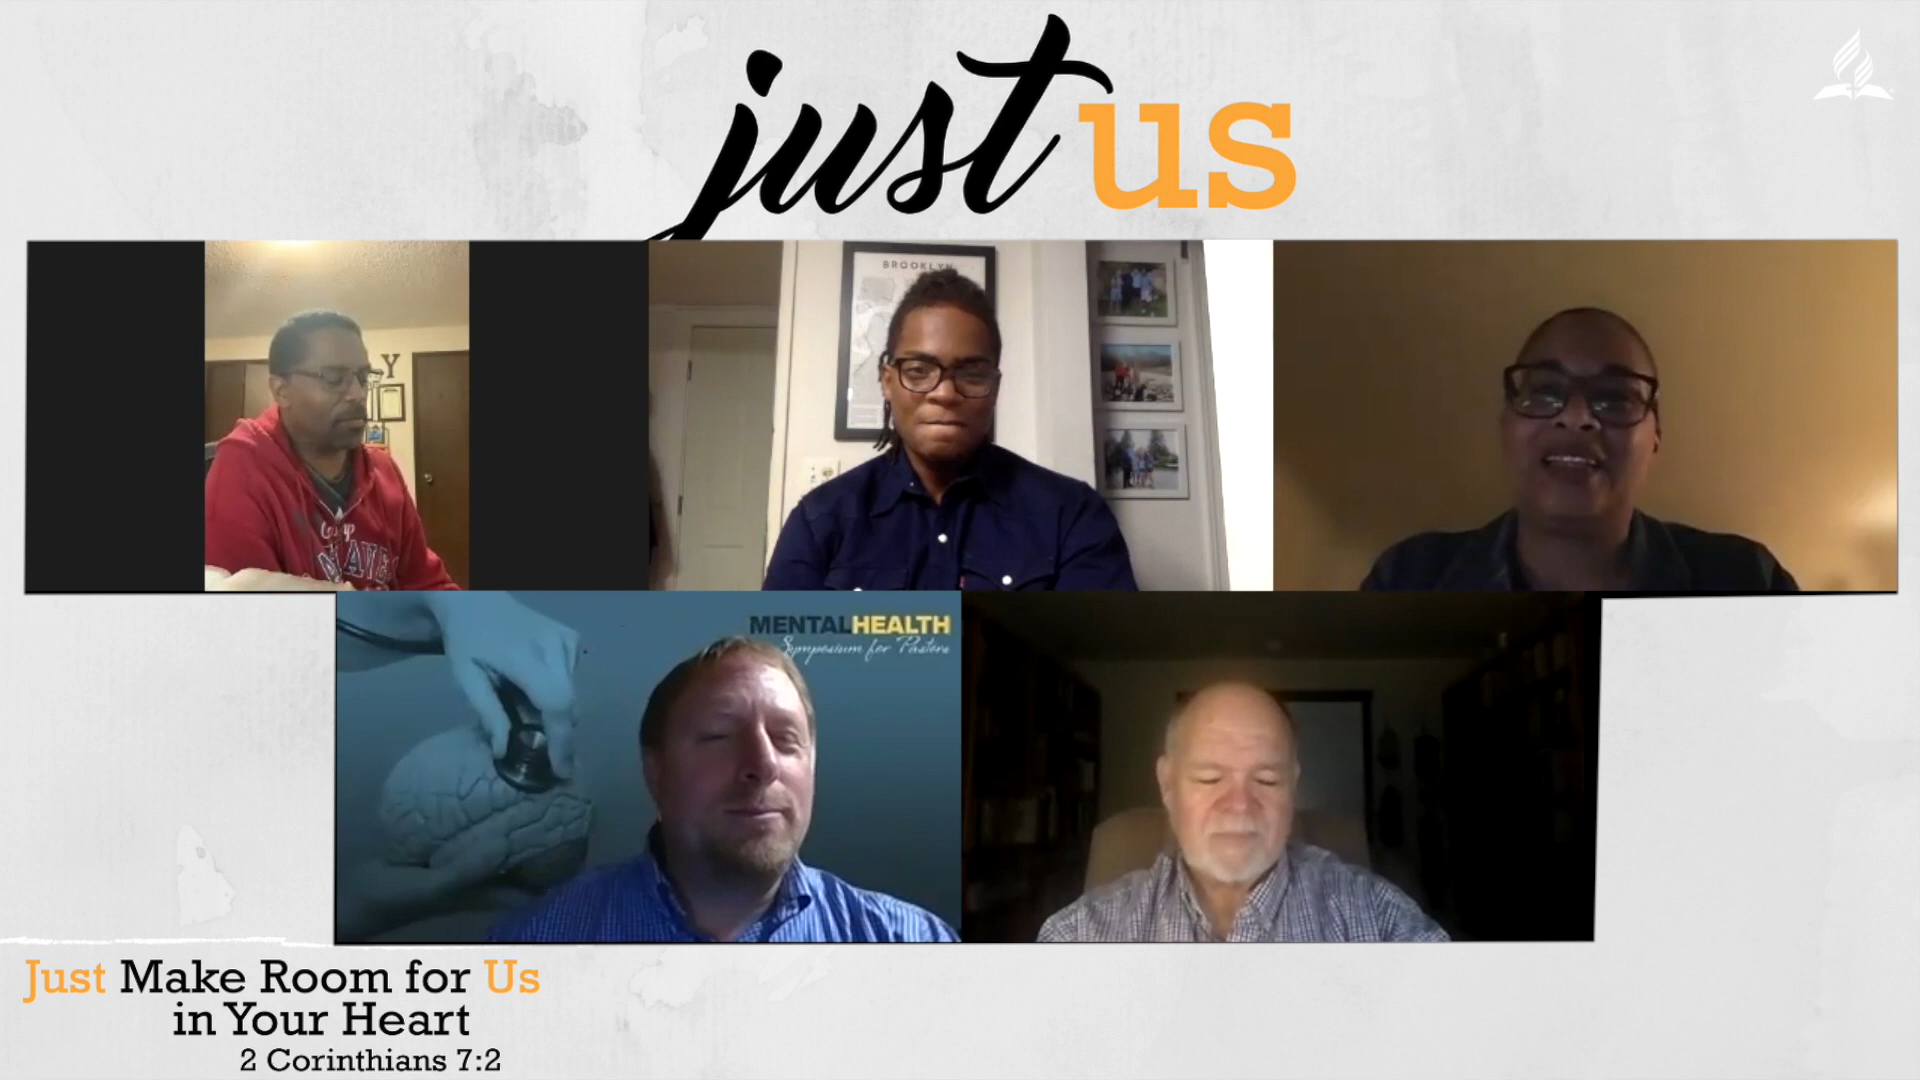 just us
BROOKLYN
Y
MENTALHEALTH
Symposium for Pastors
Just Make Room for Us
in Your Heart
2 Corinthians 7:2